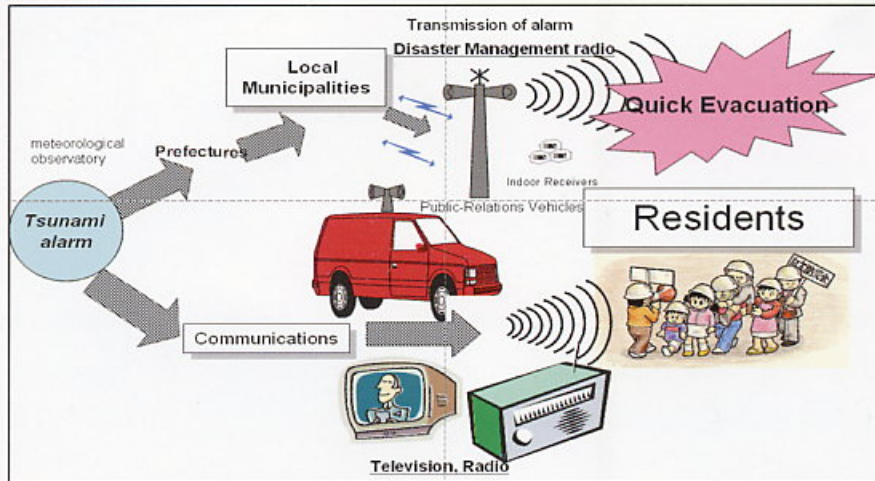 Transmission of alarm
Disaster Management radio
Local
Municipalities
Quick Evacuation
meteorological
observatory
Prefectures
Indoor Receivers
Public-Relations Vehicles
Tsunami
alarm
Residents
Communications
Television, Radio